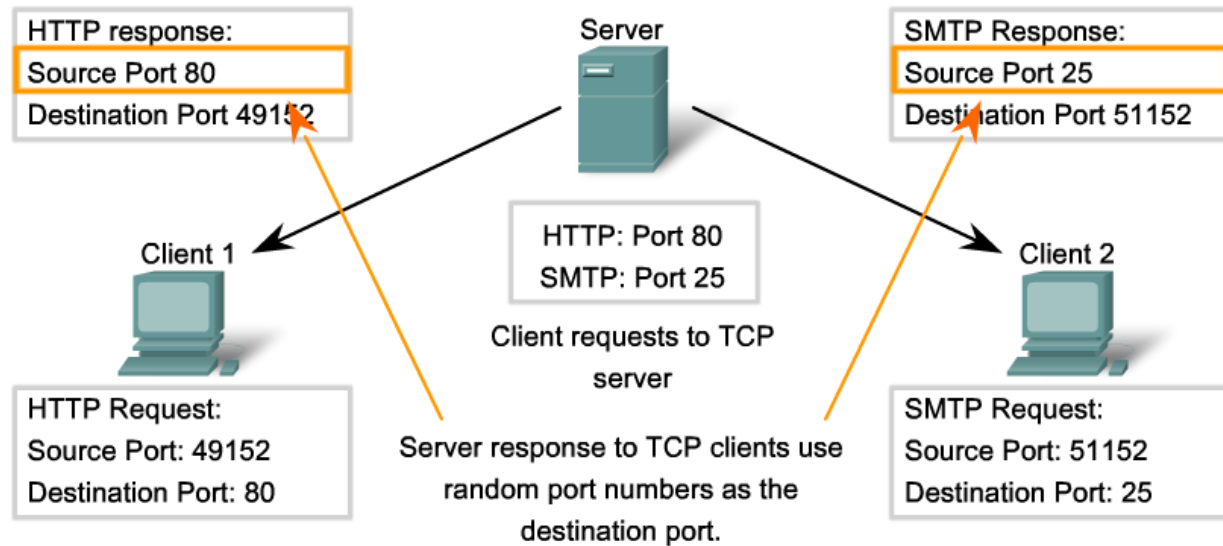 HTTP response:
Source Port 80
Destination Port 49152
Server
SMTP Response:
Source Port 25
Destination Port 51152
HTTP: Port 80
SMTP: Port 25
Client 1
Client 2
Client requests to TCP
server
HTTP Request:
Source Port: 49152
Destination Port: 80
Server response to TCP clients use
random port numbers as the
destination port.
SMTP Request:
Source Port: 51152
Destination Port: 25